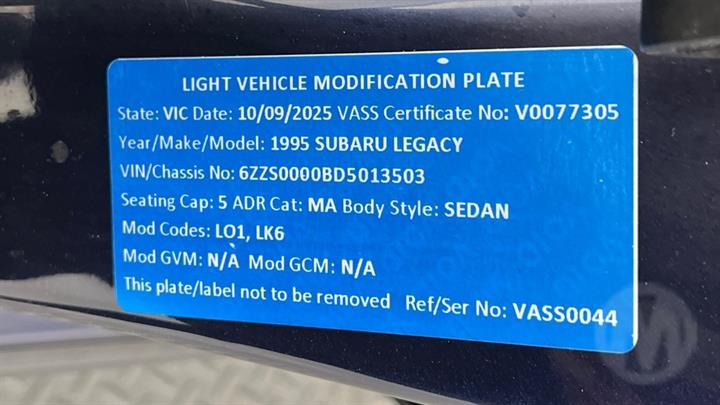 LIGHT VEHICLE MODIFICATION PLATE
State: VIC Date: 10/09/2025 VASS Certificate No: V0077305
Year/Make/Model: 1995 SUBARU LEGACY
VIN/Chassis No: 6ZZS0000BD5013503
Seating Cap: 5 ADR Cat: MA Body Style: SEDAN
Mod Codes: LO1, LK6
Mod GVM: N/A Mod GCM: N/A
This plate/label not to be removed Ref/Ser No: VASS0044